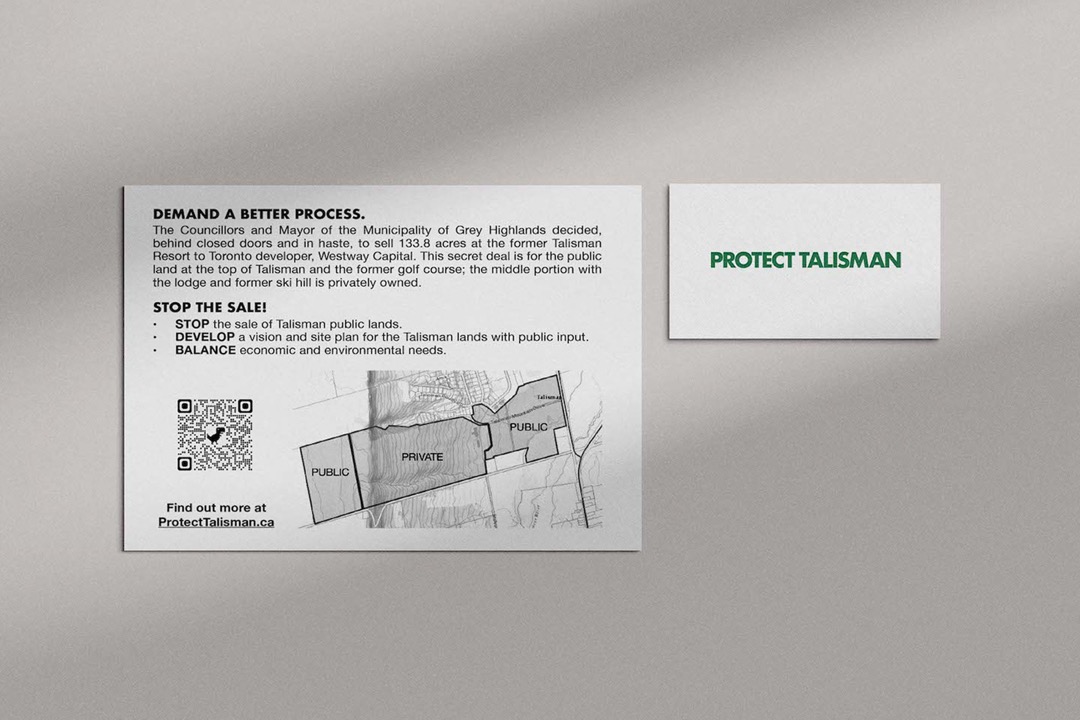 DEMAND A BETTER PROCESS.
The Councillors and Mayor of the Municipality of Grey Highlands decided,
behind closed doors and in haste, to sell 133.8 acres at the former Talisman
Resort to Toronto developer, Westway Capital. This secret deal is for the public
land at the top of Talisman and the former golf course; the middle portion with
the lodge and former ski hill is privately owned.
STOP THE SALE!
• STOP the sale of Talisman public lands.
• DEVELOP a vision and site plan for the Talisman lands with public input.
• BALANCE economic and environmental needs.
Talisman
PUBLIC
PRIVATE
PUBLIC
Find out more at
ProtectTalisman.ca
PROTECT TALISMAN